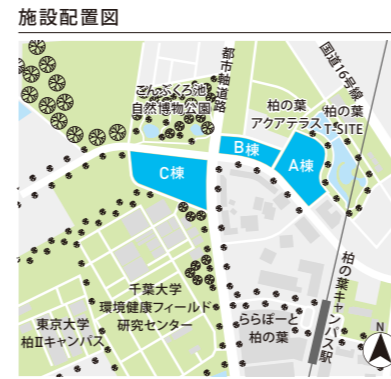 施設配置図
都市軸道路
国道16号線
こんぶくろ池
自然博物公園
柏の葉
アクアテラス
柏の葉
T-SITE
B棟
A棟
C棟
千葉大学
環境健康フィールド
研究センター
東京大学
柏Ⅱキャンパス
ららぽーと
柏の葉
柏の葉キャンパス駅
N